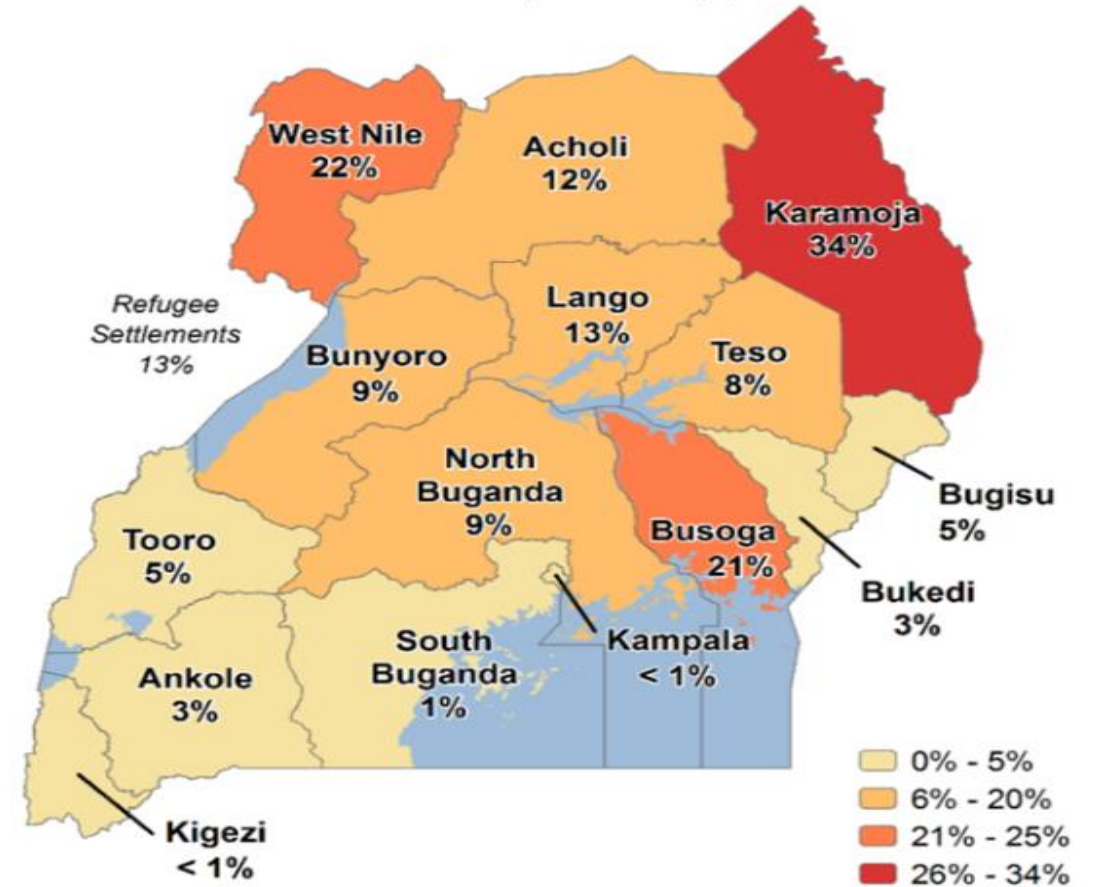 West Nile
22%
Acholi
12%
Karamoja
34%
Refugee
Settlements
13%
Lango
13%
Bunyoro
9%
Teso
8%
North
Buganda
9%
Bugisu
5%
Tooro
5%
Busoga
21%
Bukedi
3%
South
Buganda
1%
Kampala
< 1%
Ankole
3%
Kigezi
< 1%
0% - 5%
6% - 20%
21% - 25%
26% - 34%